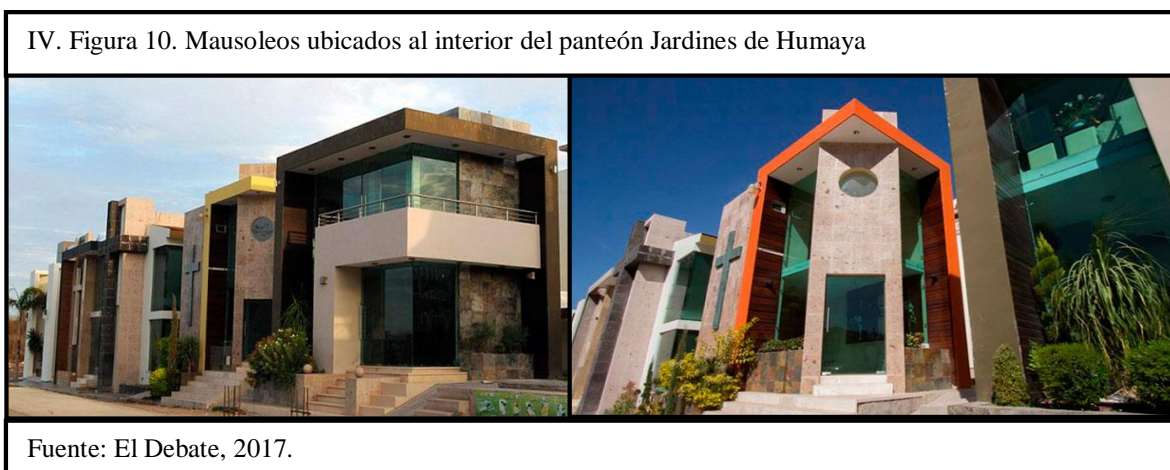 IV. Figura 10. Mausoleos ubicados al interior del panteón Jardines de Humaya
Fuente: El Debate, 2017.